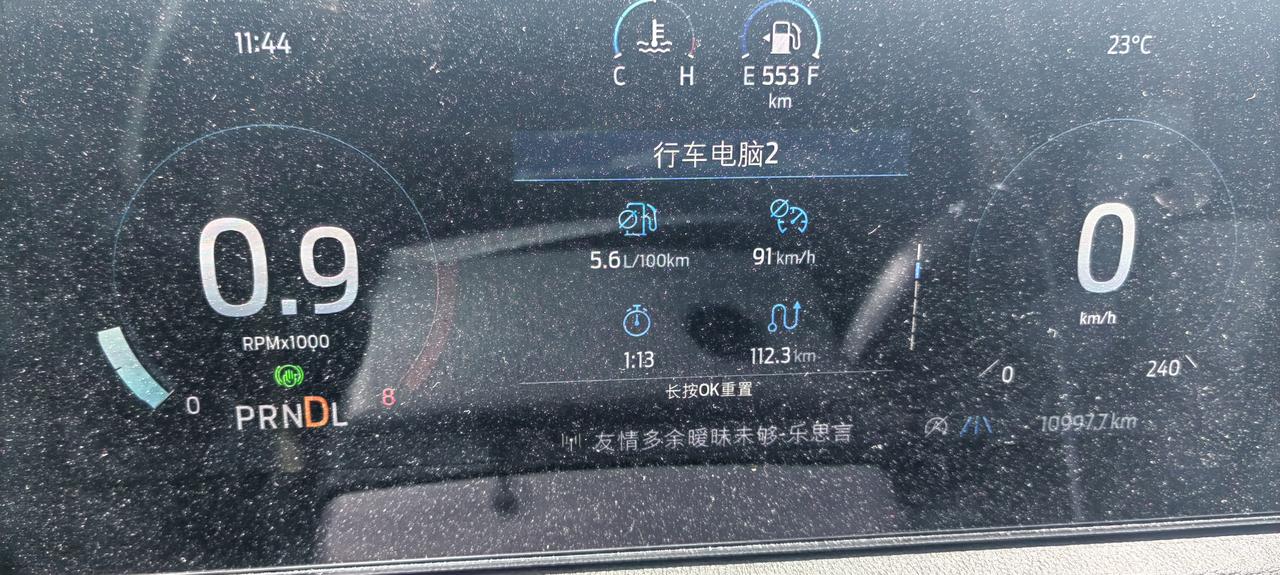 11:44
C H
E 553 F
km
23°C
行车电脑2
0.9
RPMx1000
0
8
PRNDL
5.6 L/100km
91 km/h
1:13
112.3 km
长按OK重置
友情多余暧昧未够-乐思言
0
km/h
0
240
10997.7 km